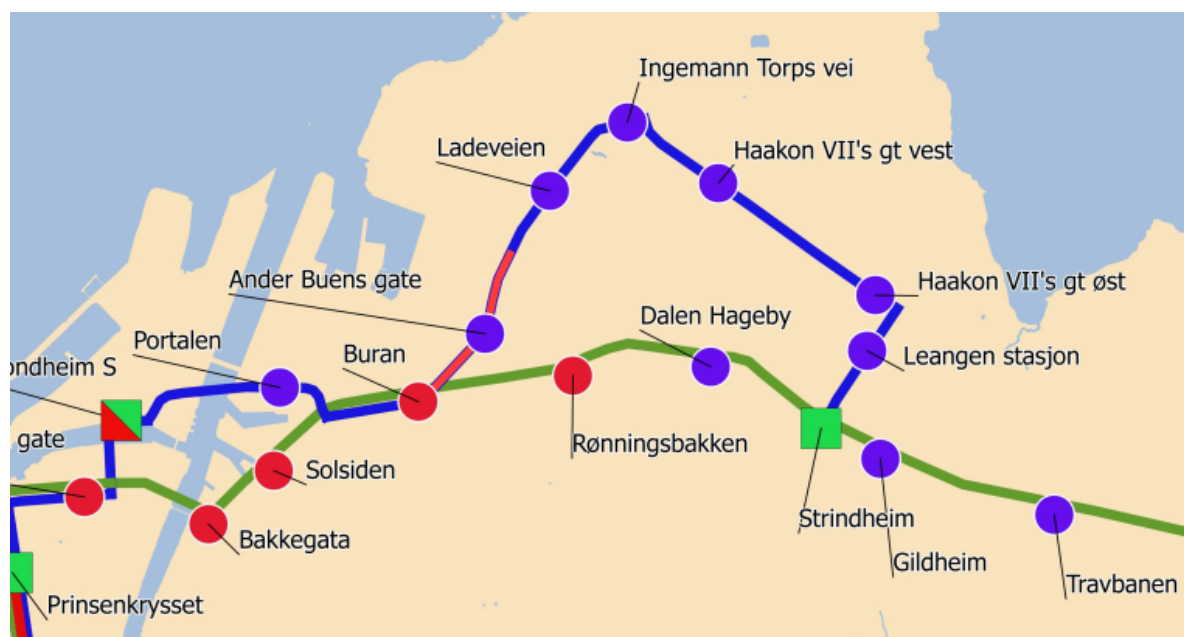 Ingemann Torps vei
Ladeveien
Haakon VII's gt vest
Ander Buens gate
Haakon VII's gt øst
Portalen
Buran
Dalen Hageby
Leangen stasjon
ondheim S
gate
Rønningsbakken
Solsiden
Strindheim
Bakkegata
Gildheim
Travbanen
Prinsenkrysset